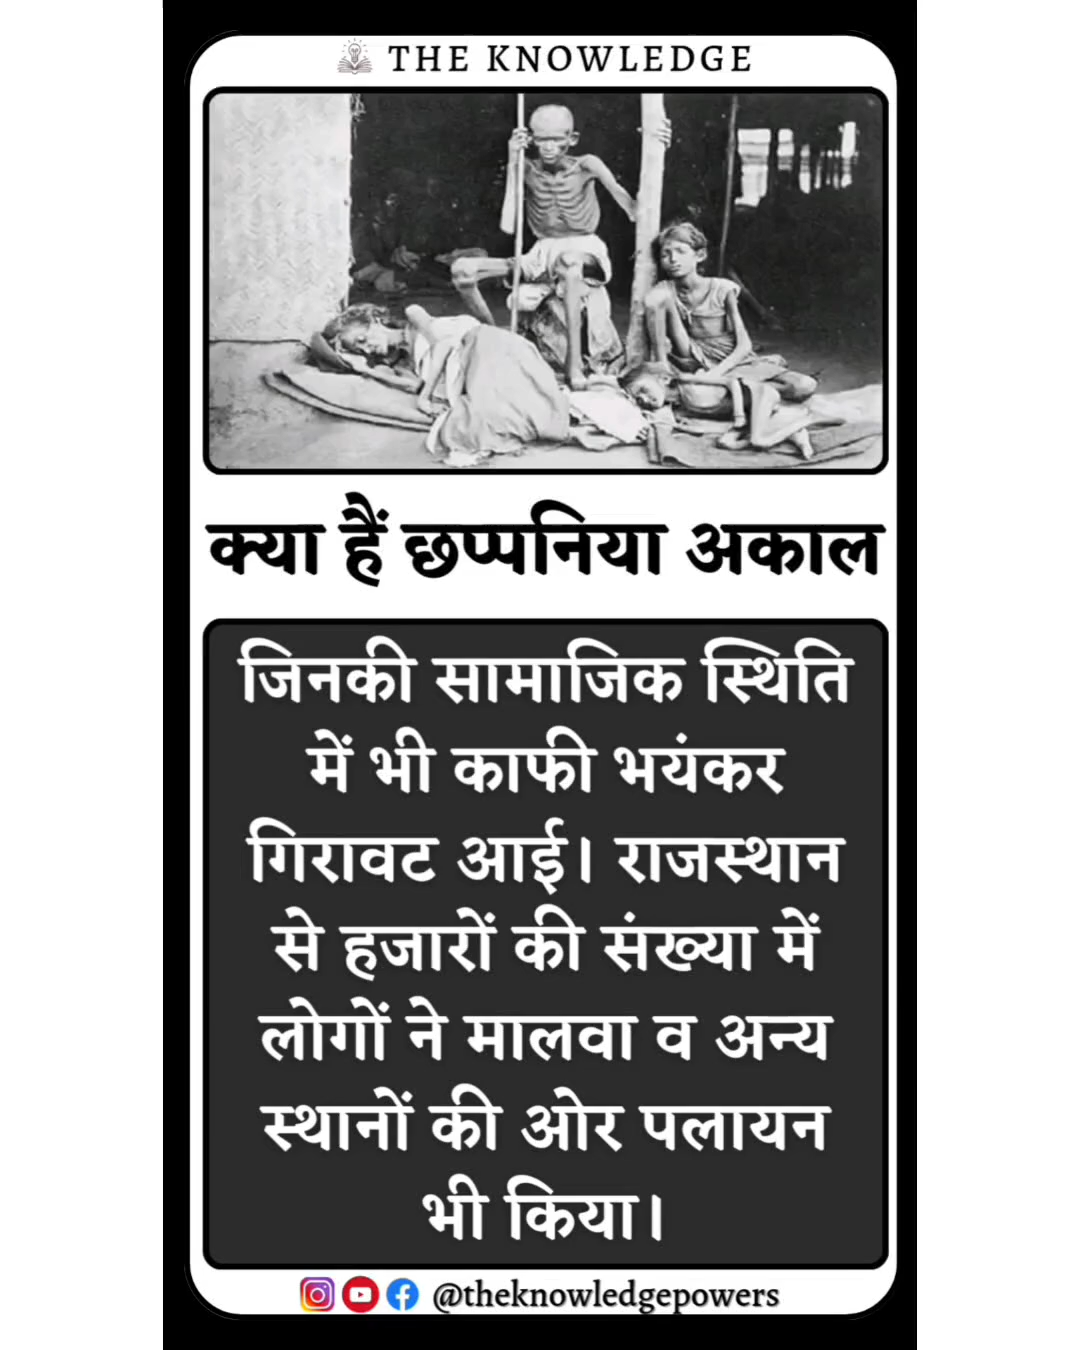 THE KNOWLEDGE
क्या हैं छप्पनिया अकाल
जिनकी सामाजिक स्थिति
में भी काफी भयंकर
गिरावट आई। राजस्थान
से हजारों की संख्या में
लोगों ने मालवा व अन्य
स्थानों की ओर पलायन
भी किया।
@theknowledgepowers